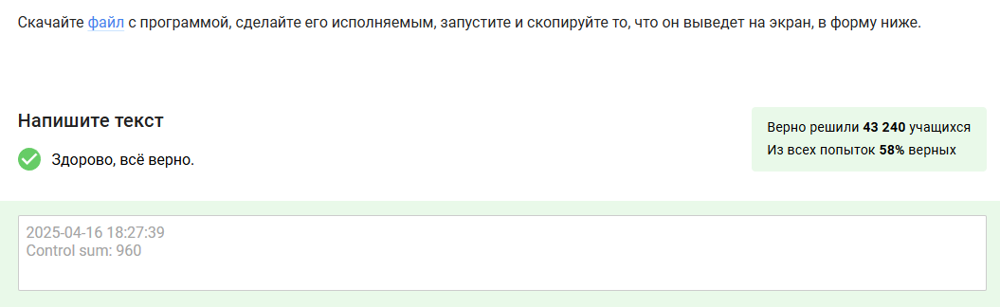 Скачайте файл с программой, сделайте его исполняемым, запустите и скопируйте то, что он выведет на экран, в форму ниже.
Напишите текст
Верно решили 43 240 учащихся
Из всех попыток 58% верных
Здорово, всё верно.
2025-04-16 18:27:39
Control sum: 960